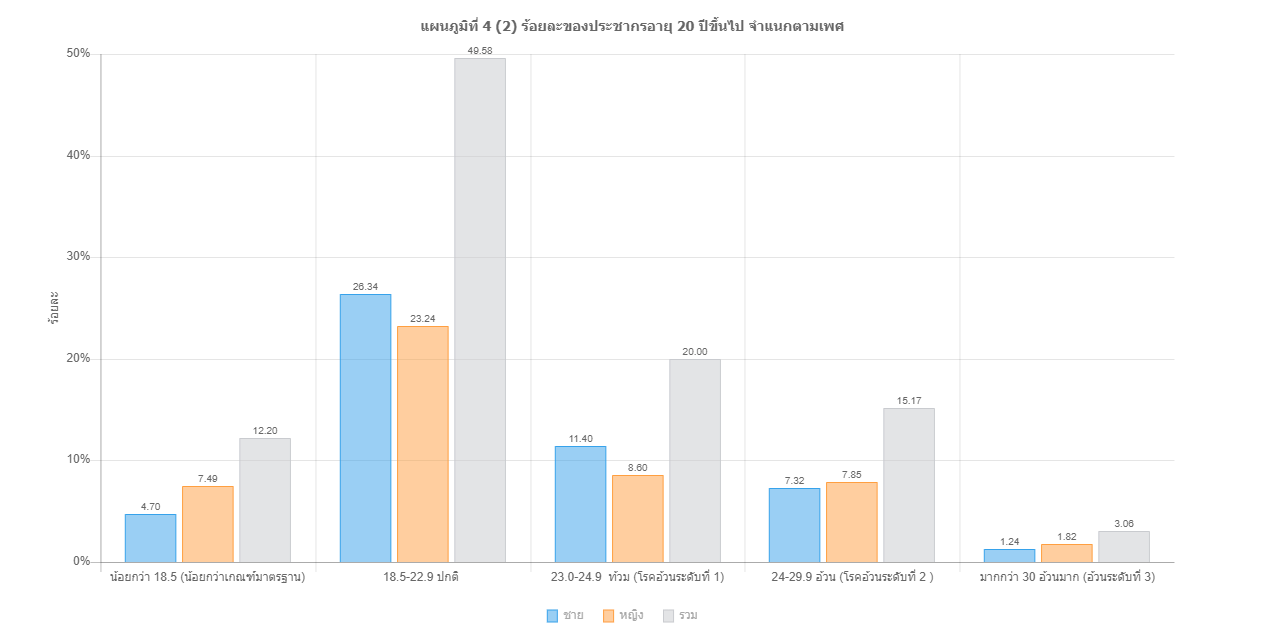 แผนภูมิที่ 4 (2) ร้อยละของประชากรอายุ 20 ปีขึ้นไป จำแนกตามเพศ
50%
40%
30%
20%
10%
0%
ร้อยละ
4.70
7.49
12.20
26.34
23.24
49.58
11.40
8.60
20.00
7.32
7.85
15.17
1.24
1.82
3.06
น้อยกว่า 18.5 (น้อยกว่าเกณฑ์มาตรฐาน)
18.5-22.9 ปกติ
23.0-24.9 ท้วม (โรคอ้วนระดับที่ 1)
24-29.9 อ้วน (โรคอ้วนระดับที่ 2 )
มากกว่า 30 อ้วนมาก (อ้วนระดับที่ 3)
ชาย
หญิง
รวม